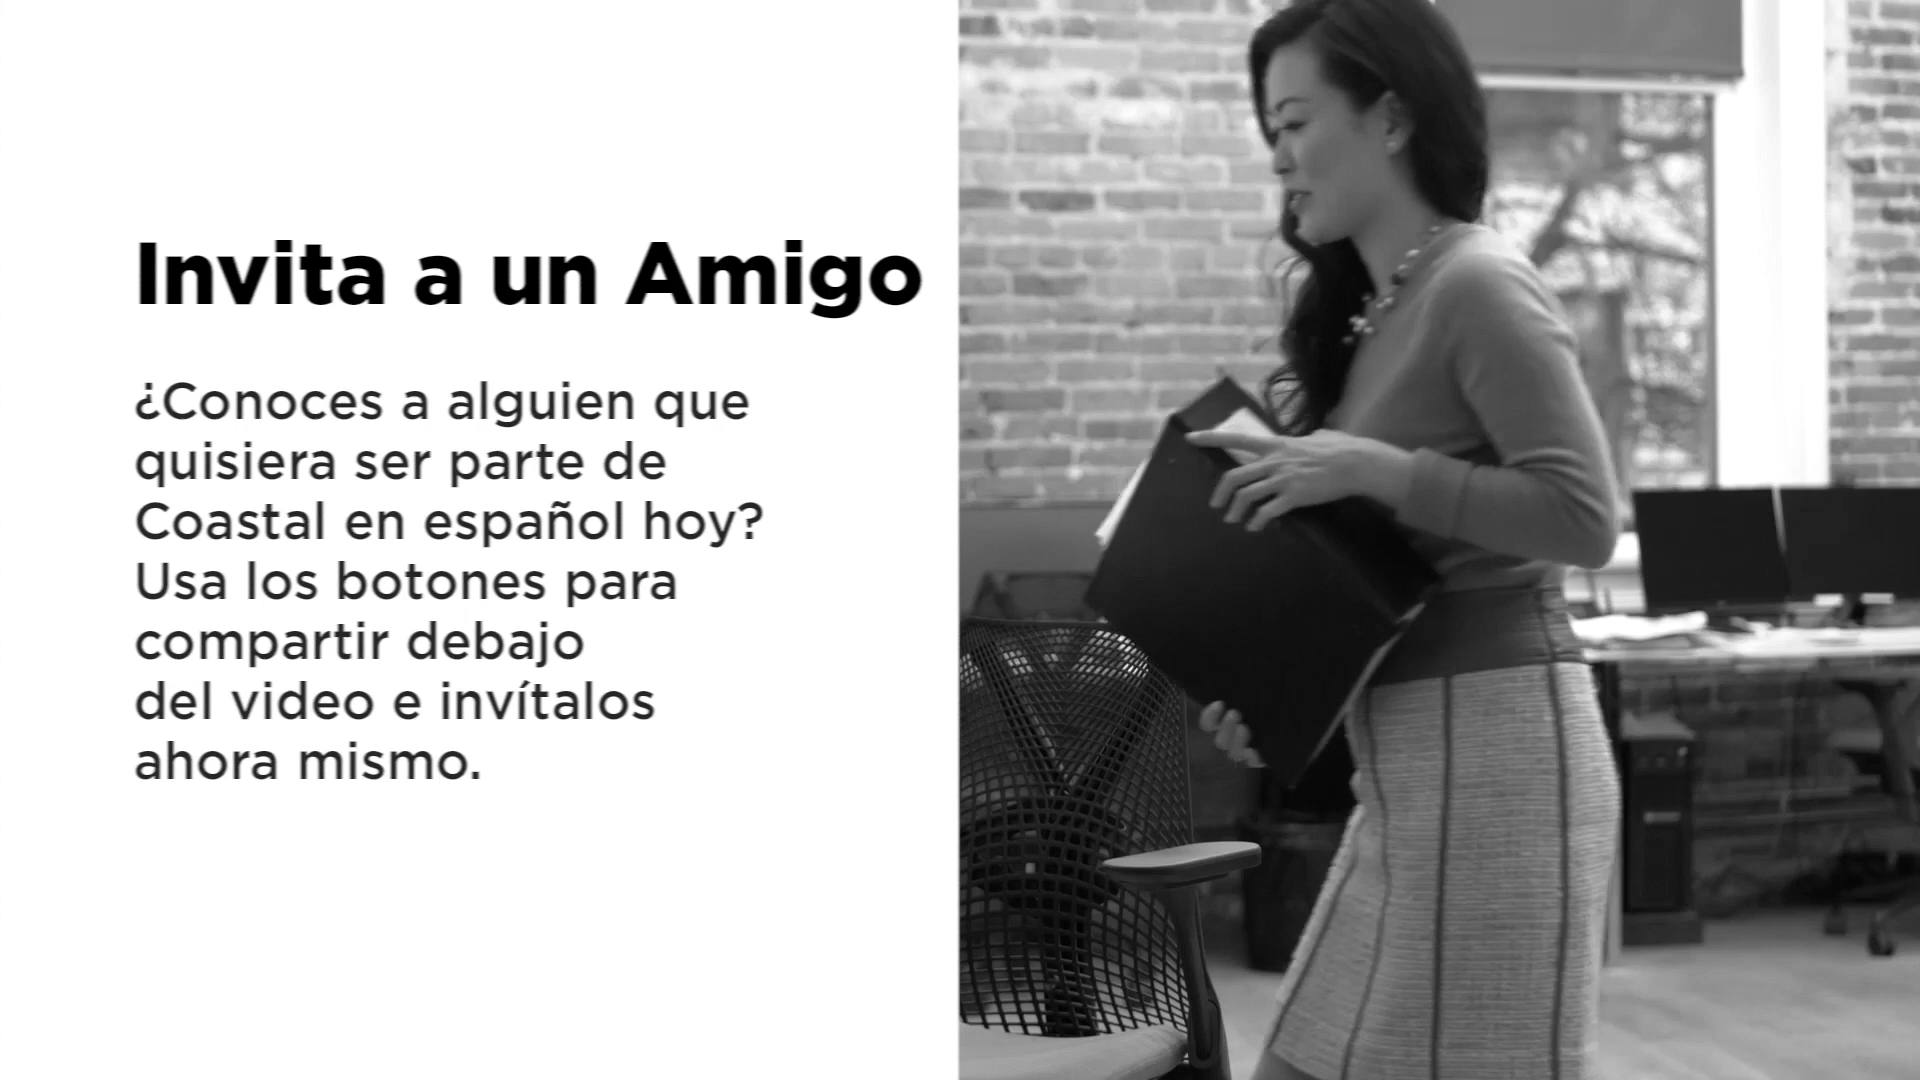 Invita a un Amigo
¿Conoces a alguien que
quisiera ser parte de
Coastal en español hoy?
Usa los botones para
compartir debajo
del video e invítalos
ahora mismo.